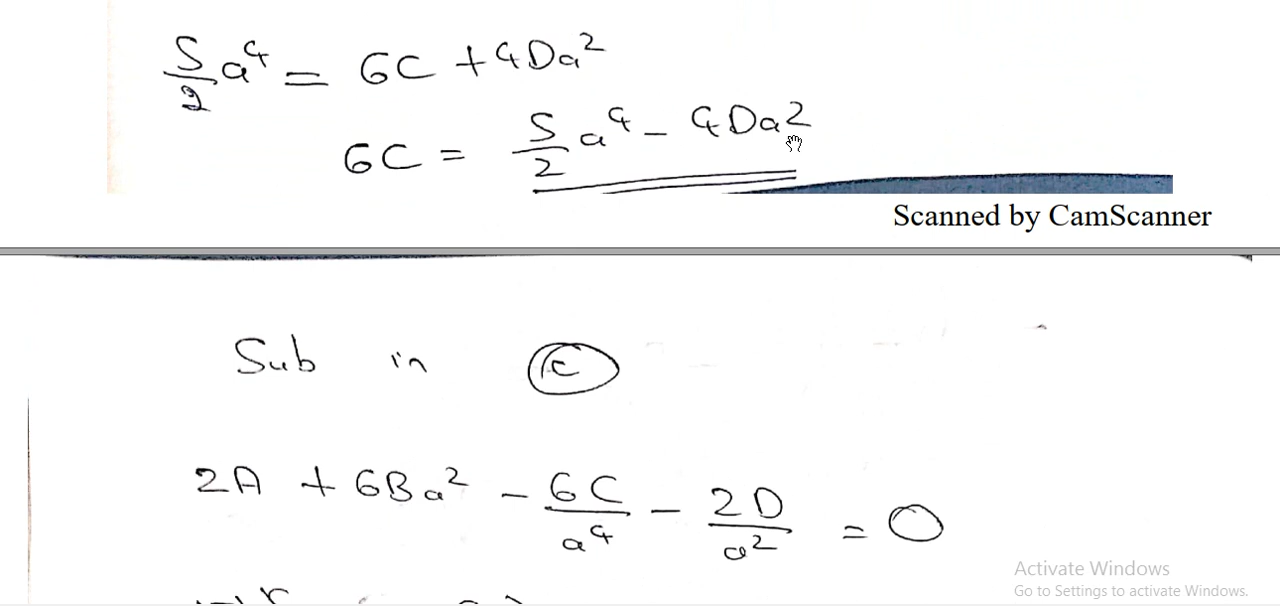 S/2 a⁴ = 6C + 4Da²
6C = S/2 a⁴ - 4Da²
Scanned by CamScanner
Sub in C
2A + 6Ba² - 6C/a⁴ - 2D/a² = 0
Activate Windows
Go to Settings to activate Windows.